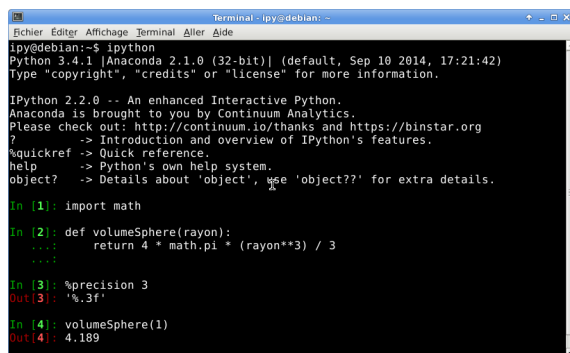 Terminal - ipy@debian: ~
Fichier Éditer Affichage Terminal Aller Aide
ipy@debian:~$ ipython
Python 3.4.1 |Anaconda 2.1.0 (32-bit)| (default, Sep 10 2014, 17:21:42)
Type "copyright", "credits" or "license" for more information.
IPython 2.2.0 -- An enhanced Interactive Python.
Anaconda is brought to you by Continuum Analytics.
Please check out: http://continuum.io/thanks and https://binstar.org
?         -> Introduction and overview of IPython's features.
%quickref -> Quick reference.
help      -> Python's own help system.
object?   -> Details about 'object', use 'object??' for extra details.
In [1]: import math
In [2]: def volumeSphere(rayon):
   ...:     return 4 * math.pi * (rayon**3) / 3
   ...:
In [3]: %precision 3
Out[3]: '%.3f'
In [4]: volumeSphere(1)
Out[4]: 4.189